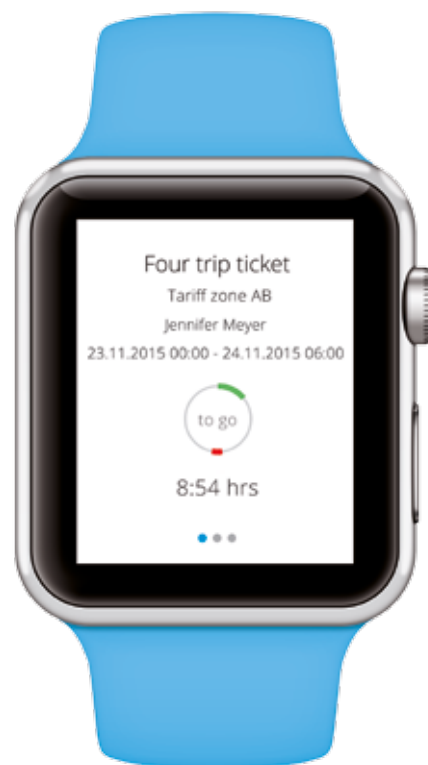 Four trip ticket
Tariff zone AB
Jennifer Meyer
23.11.2015 00:00 - 24.11.2015 06:00
to go
8:54 hrs